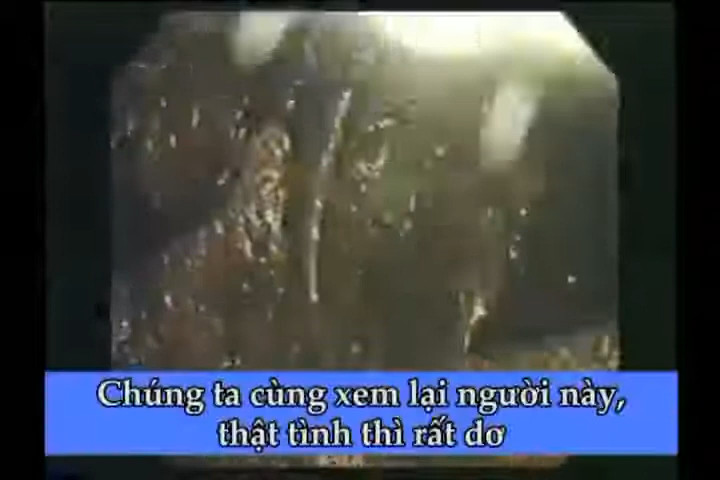 Chúng ta cùng xem lại người này,
thật tình thì rất dơ